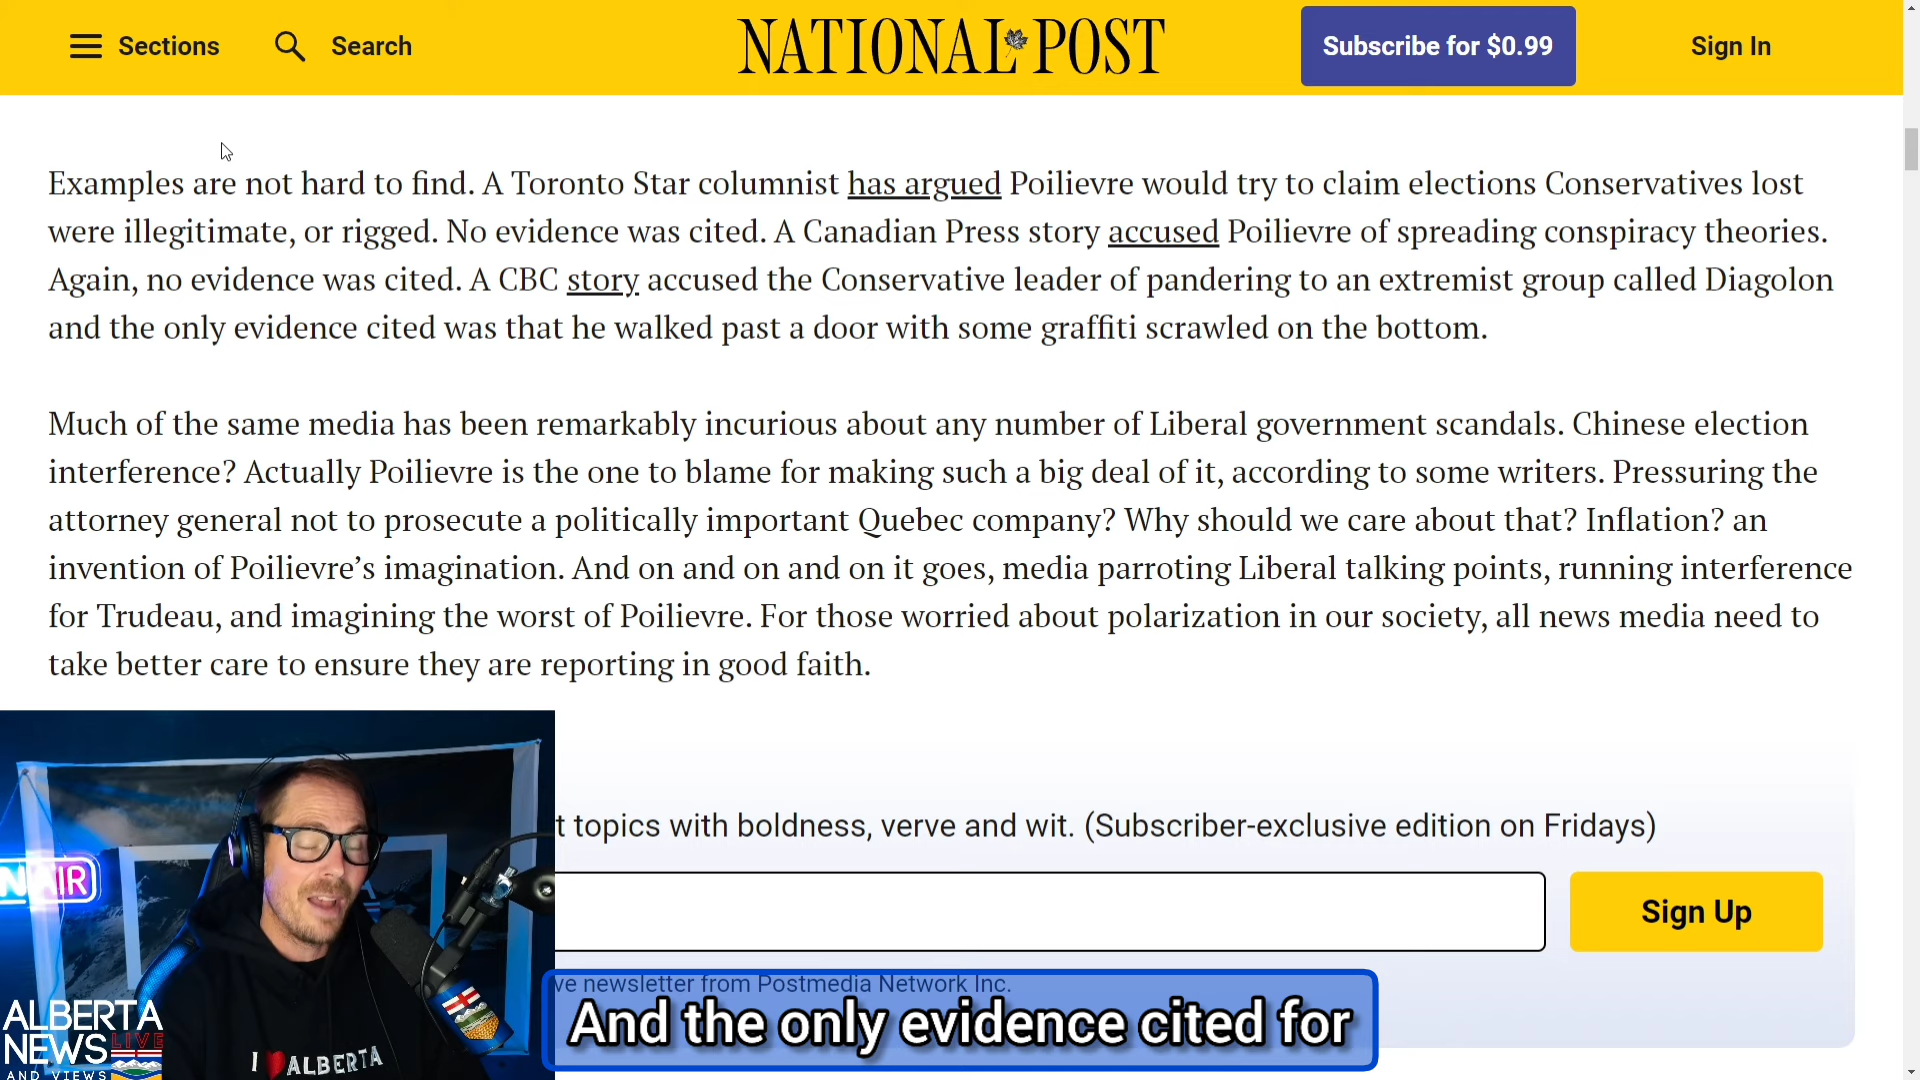 Sections
Search
NATIONAL POST
Subscribe for $0.99
Sign In
Examples are not hard to find. A Toronto Star columnist has argued Poilievre would try to claim elections Conservatives lost
were illegitimate, or rigged. No evidence was cited. A Canadian Press story accused Poilievre of spreading conspiracy theories.
Again, no evidence was cited. A CBC story accused the Conservative leader of pandering to an extremist group called Diagolon
and the only evidence cited was that he walked past a door with some graffiti scrawled on the bottom.
Much of the same media has been remarkably incurious about any number of Liberal government scandals. Chinese election
interference? Actually Poilievre is the one to blame for making such a big deal of it, according to some writers. Pressuring the
attorney general not to prosecute a politically important Quebec company? Why should we care about that? Inflation? an
invention of Poilievre’s imagination. And on and on and on it goes, media parroting Liberal talking points, running interference
for Trudeau, and imagining the worst of Poilievre. For those worried about polarization in our society, all news media need to
take better care to ensure they are reporting in good faith.
t topics with boldness, verve and wit. (Subscriber-exclusive edition on Fridays)
Sign Up
ve newsletter from Postmedia Network Inc.
And the only evidence cited for
N AIR
I ALBERTA
ALBERTA
NEWS LIVE
AND VIEWS